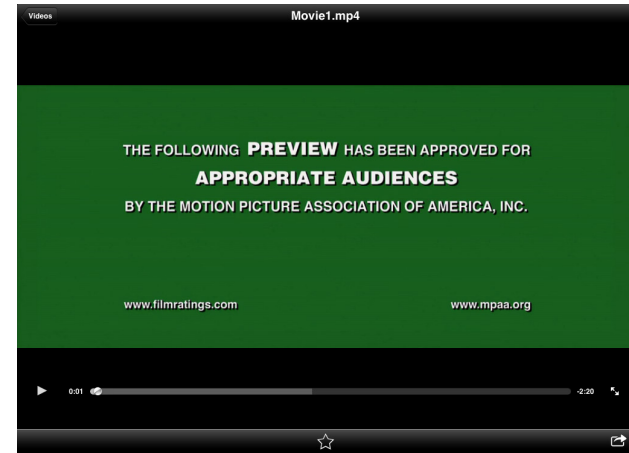 Videos
Movie1.mp4
THE FOLLOWING PREVIEW HAS BEEN APPROVED FOR
APPROPRIATE AUDIENCES
BY THE MOTION PICTURE ASSOCIATION OF AMERICA, INC.
www.filmratings.com
www.mpaa.org
0:01
-2:20